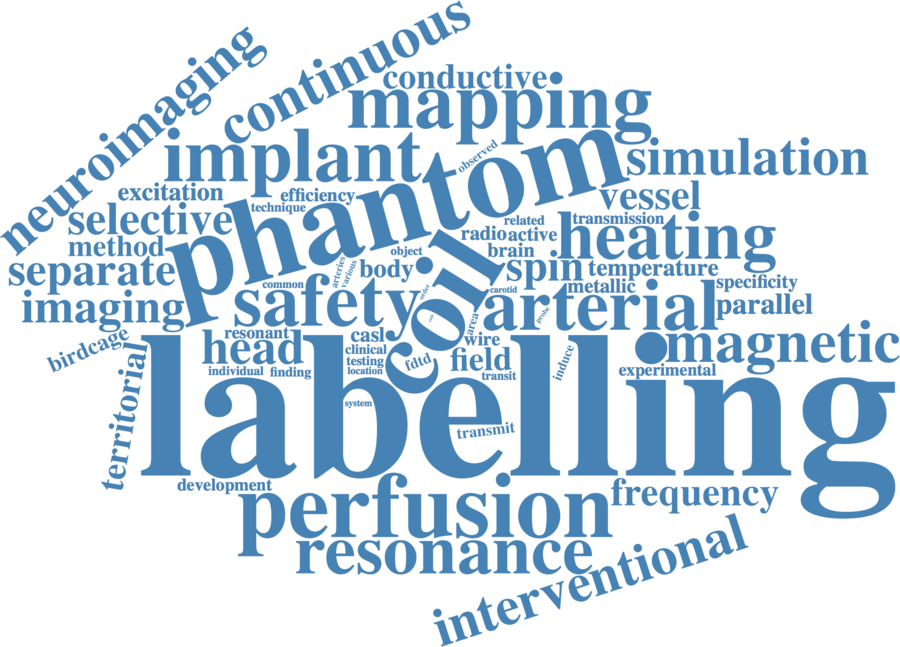 neuroimaging
continuous
conductive
mapping
implant
phantom
observed
simulation
excitation
efficiency
technique
vessel
selective
related
transmission
method
radio
active
heating
object
brain
separate
arteries
various
body
coil
spin
temperature
common
metallic
specificity
imaging
safety
order
carotid
arterial
probe
parallel
risk
area
birdcage
resonant
casl
wire
magnetic
head
clinical
testing
location
fdtd
field
transit
induce
experimental
individual
finding
territorial
labelling
system
transmit
development
perfusion
frequency
resonance
interventional